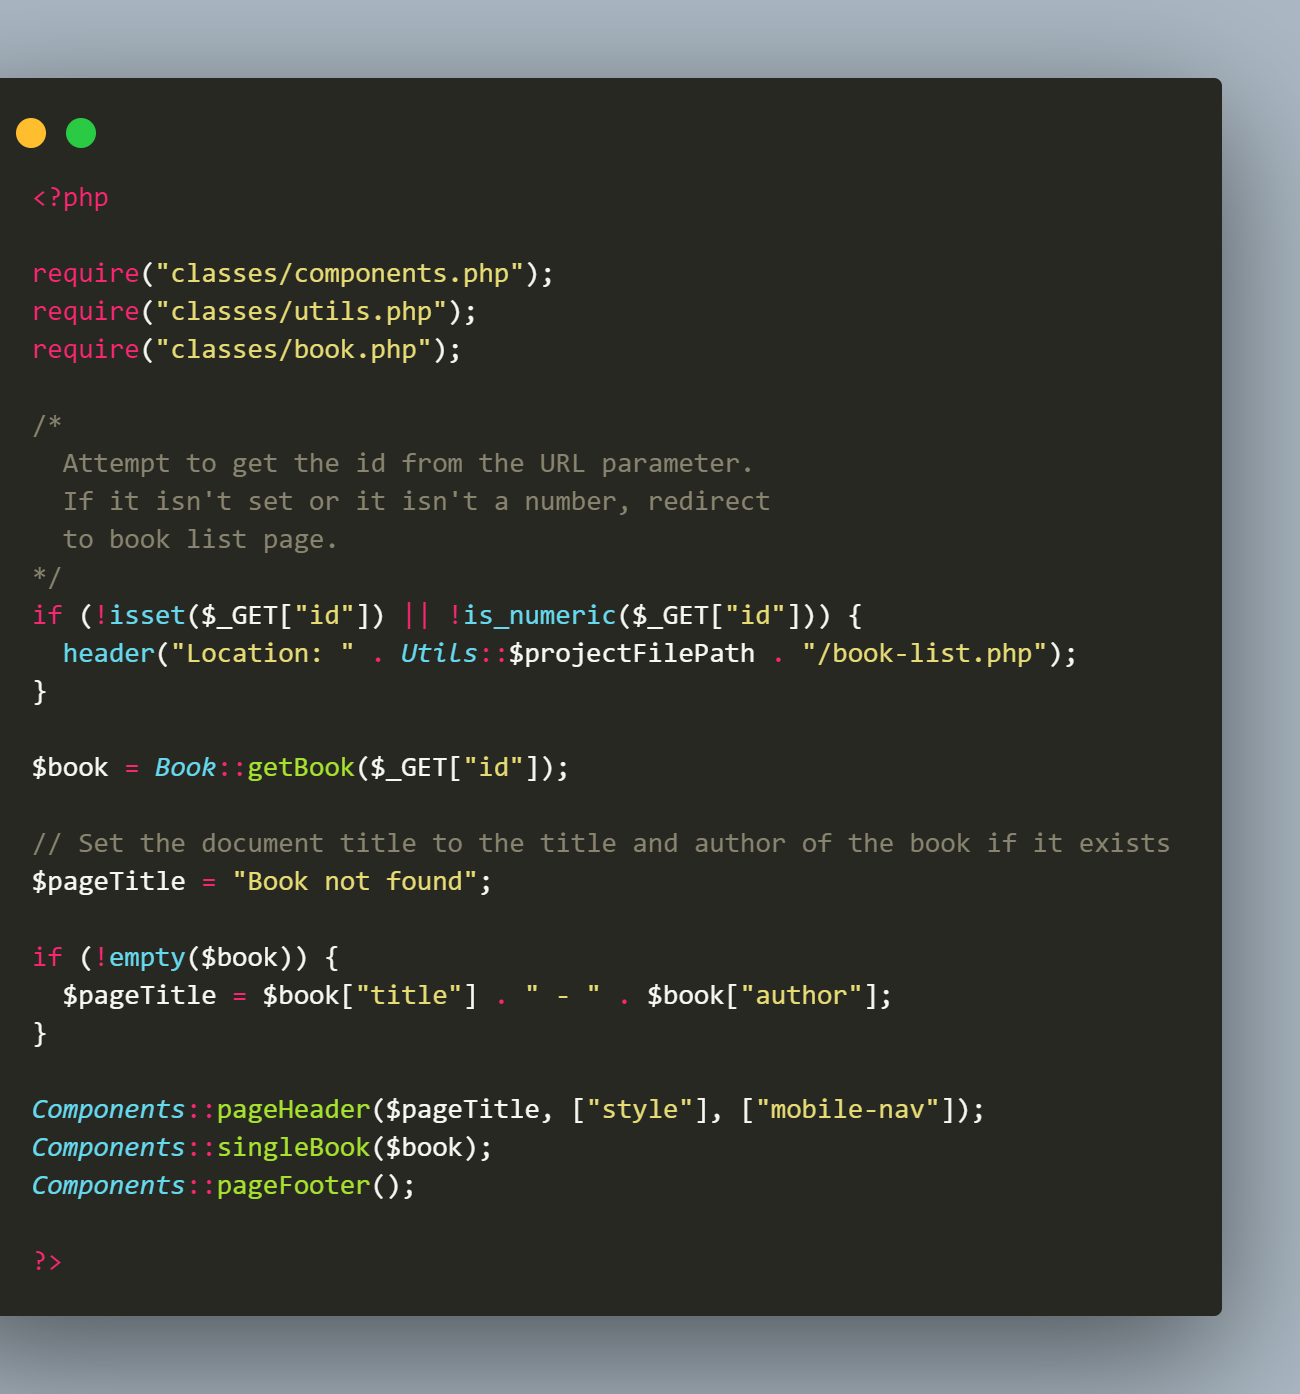 <?php

require("classes/components.php");
require("classes/utils.php");
require("classes/book.php");

/*
  Attempt to get the id from the URL parameter.
  If it isn't set or it isn't a number, redirect
  to book list page.
*/
if (!isset($_GET["id"]) || !is_numeric($_GET["id"])) {
  header("Location: " . Utils::$projectFilePath . "/book-list.php");
}

$book = Book::getBook($_GET["id"]);

// Set the document title to the title and author of the book if it exists
$pageTitle = "Book not found";

if (!empty($book)) {
  $pageTitle = $book["title"] . " - " . $book["author"];
}

Components::pageHeader($pageTitle, ["style"], ["mobile-nav"]);
Components::singleBook($book);
Components::pageFooter();

?>